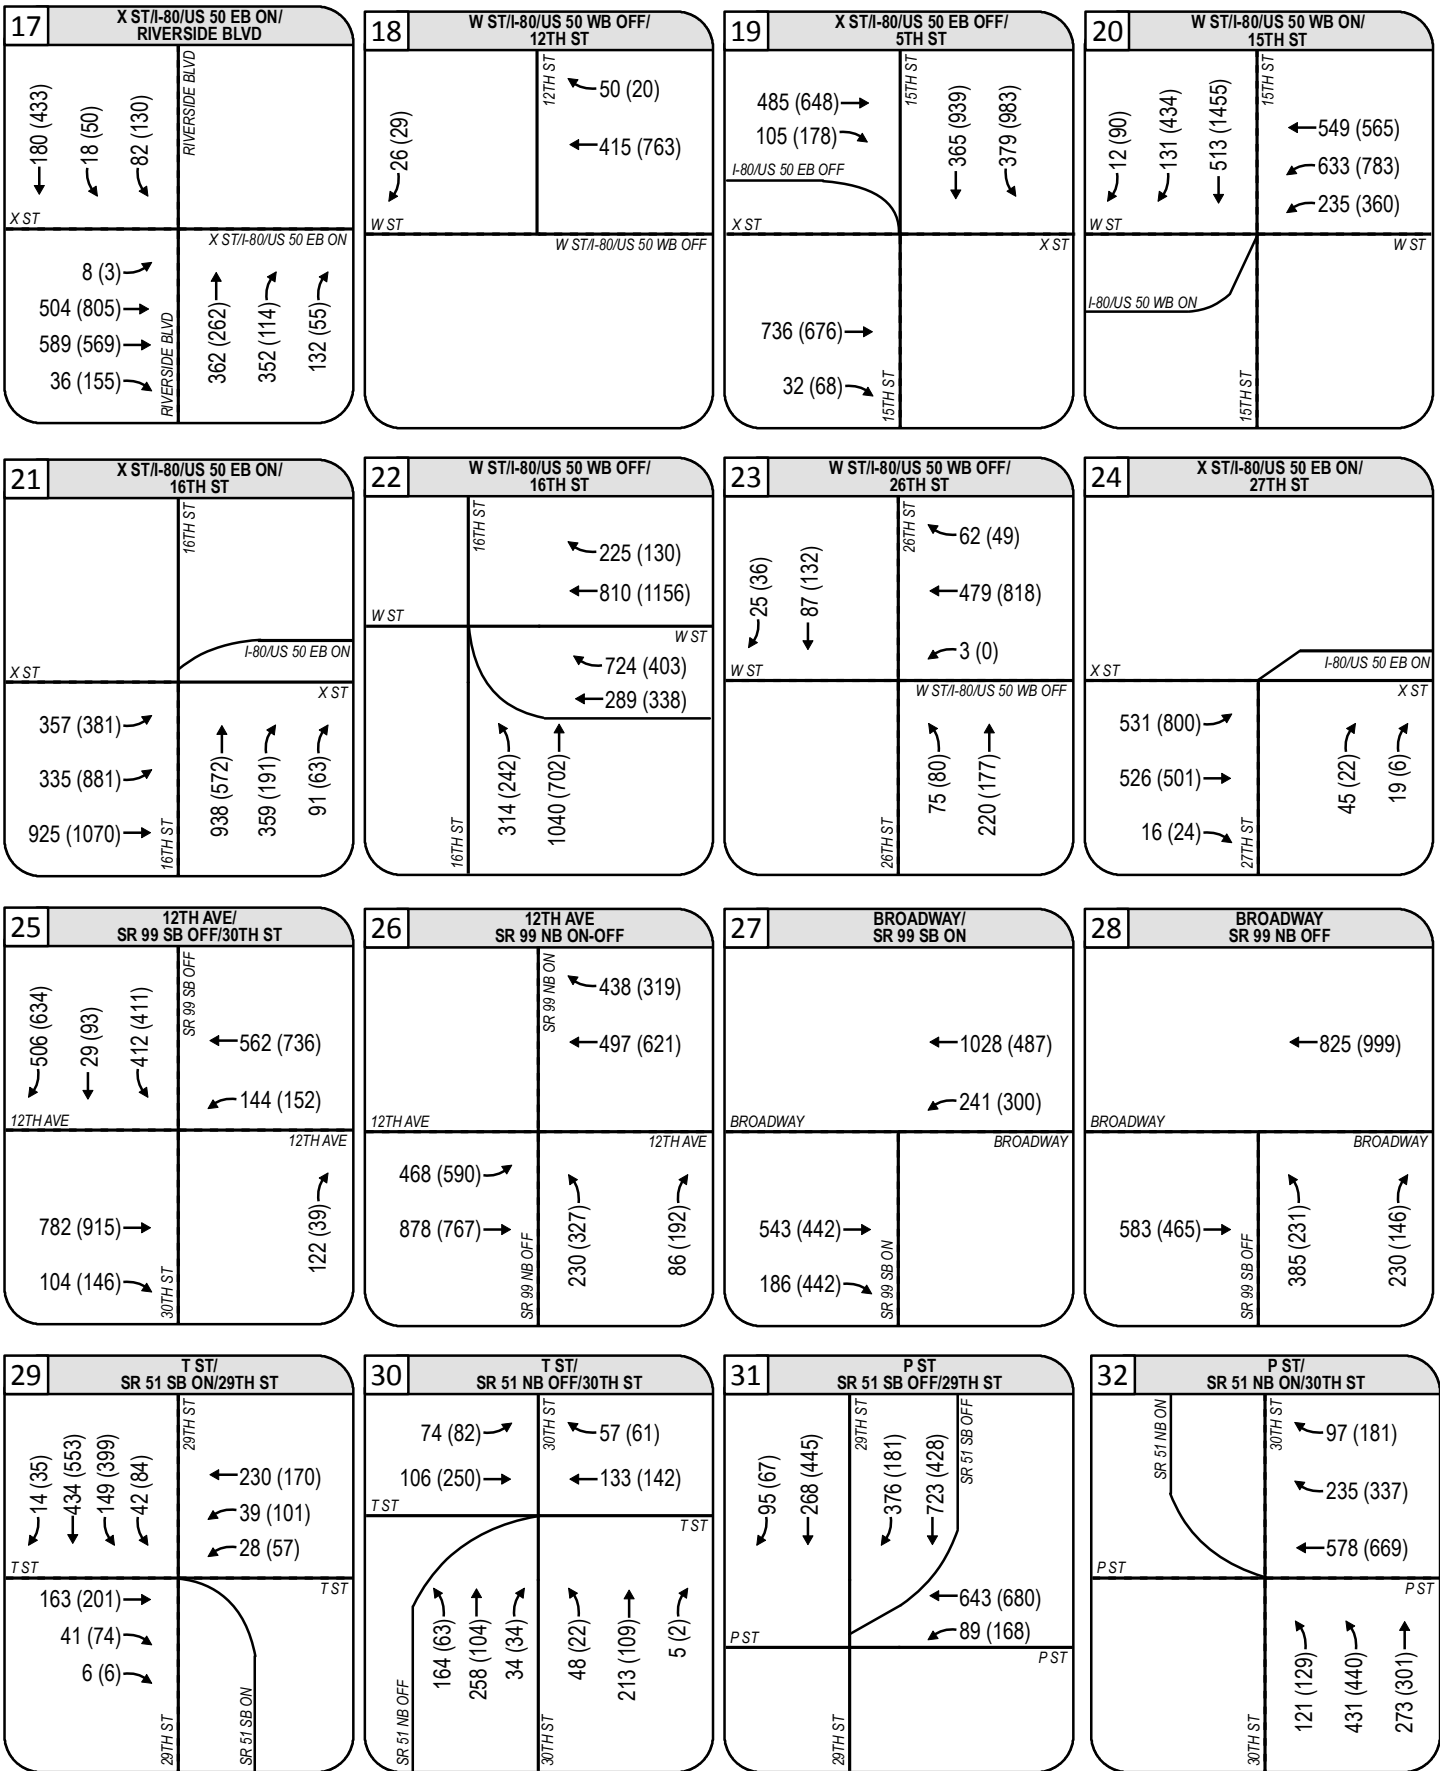 17
X ST/I-80/US 50 EB ON/
RIVERSIDE BLVD
180 (433)
18 (50)
82 (130)
RIVERSIDE BLVD
X ST
X ST/I-80/US 50 EB ON
8 (3)
504 (805)
589 (569)
36 (155)
RIVERSIDE BLVD
362 (262)
352 (114)
132 (55)
18
W ST/I-80/US 50 WB OFF/
12TH ST
26 (29)
12TH ST
50 (20)
415 (763)
W ST
W ST/I-80/US 50 WB OFF
19
X ST/I-80/US 50 EB OFF/
5TH ST
485 (648)
105 (178)
I-80/US 50 EB OFF
15TH ST
365 (939)
379 (983)
X ST
X ST
736 (676)
32 (68)
15TH ST
20
W ST/I-80/US 50 WB ON/
15TH ST
12 (90)
131 (434)
513 (1455)
15TH ST
549 (565)
633 (783)
235 (360)
W ST
W ST
I-80/US 50 WB ON
15TH ST
21
X ST/I-80/US 50 EB ON/
16TH ST
16TH ST
I-80/US 50 EB ON
X ST
X ST
357 (381)
335 (881)
925 (1070)
16TH ST
938 (572)
359 (191)
91 (63)
22
W ST/I-80/US 50 WB OFF/
16TH ST
16TH ST
225 (130)
810 (1156)
W ST
W ST
724 (403)
289 (338)
16TH ST
314 (242)
1040 (702)
23
W ST/I-80/US 50 WB OFF/
26TH ST
25 (36)
87 (132)
26TH ST
62 (49)
479 (818)
3 (0)
W ST
W ST/I-80/US 50 WB OFF
26TH ST
75 (80)
220 (177)
24
X ST/I-80/US 50 EB ON/
27TH ST
I-80/US 50 EB ON
X ST
X ST
531 (800)
526 (501)
16 (24)
27TH ST
45 (22)
19 (6)
25
12TH AVE/
SR 99 SB OFF/30TH ST
506 (634)
29 (93)
412 (411)
SR 99 SB OFF
562 (736)
144 (152)
12TH AVE
12TH AVE
782 (915)
104 (146)
30TH ST
122 (39)
26
12TH AVE
SR 99 NB ON-OFF
SR 99 NB ON
438 (319)
497 (621)
12TH AVE
12TH AVE
468 (590)
878 (767)
SR 99 NB OFF
230 (327)
86 (192)
27
BROADWAY/
SR 99 SB ON
1028 (487)
241 (300)
BROADWAY
BROADWAY
543 (442)
186 (442)
SR 99 SB ON
28
BROADWAY
SR 99 NB OFF
825 (999)
BROADWAY
BROADWAY
583 (465)
SR 99 SB OFF
385 (231)
230 (146)
29
T ST/
SR 51 SB ON/29TH ST
14 (35)
434 (553)
149 (399)
42 (84)
29TH ST
230 (170)
39 (101)
28 (57)
T ST
T ST
163 (201)
41 (74)
6 (6)
29TH ST
SR 51 SB ON
30
T ST/
SR 51 NB OFF/30TH ST
74 (82)
106 (250)
30TH ST
57 (61)
133 (142)
T ST
T ST
SR 51 NB OFF
164 (63)
258 (104)
34 (34)
30TH ST
48 (22)
213 (109)
5 (2)
31
P ST
SR 51 SB OFF/29TH ST
95 (67)
268 (445)
29TH ST
376 (181)
723 (428)
SR 51 SB OFF
643 (680)
89 (168)
P ST
P ST
29TH ST
32
P ST/
SR 51 NB ON/30TH ST
SR 51 NB ON
30TH ST
97 (181)
235 (337)
578 (669)
P ST
P ST
30TH ST
121 (129)
431 (440)
273 (301)